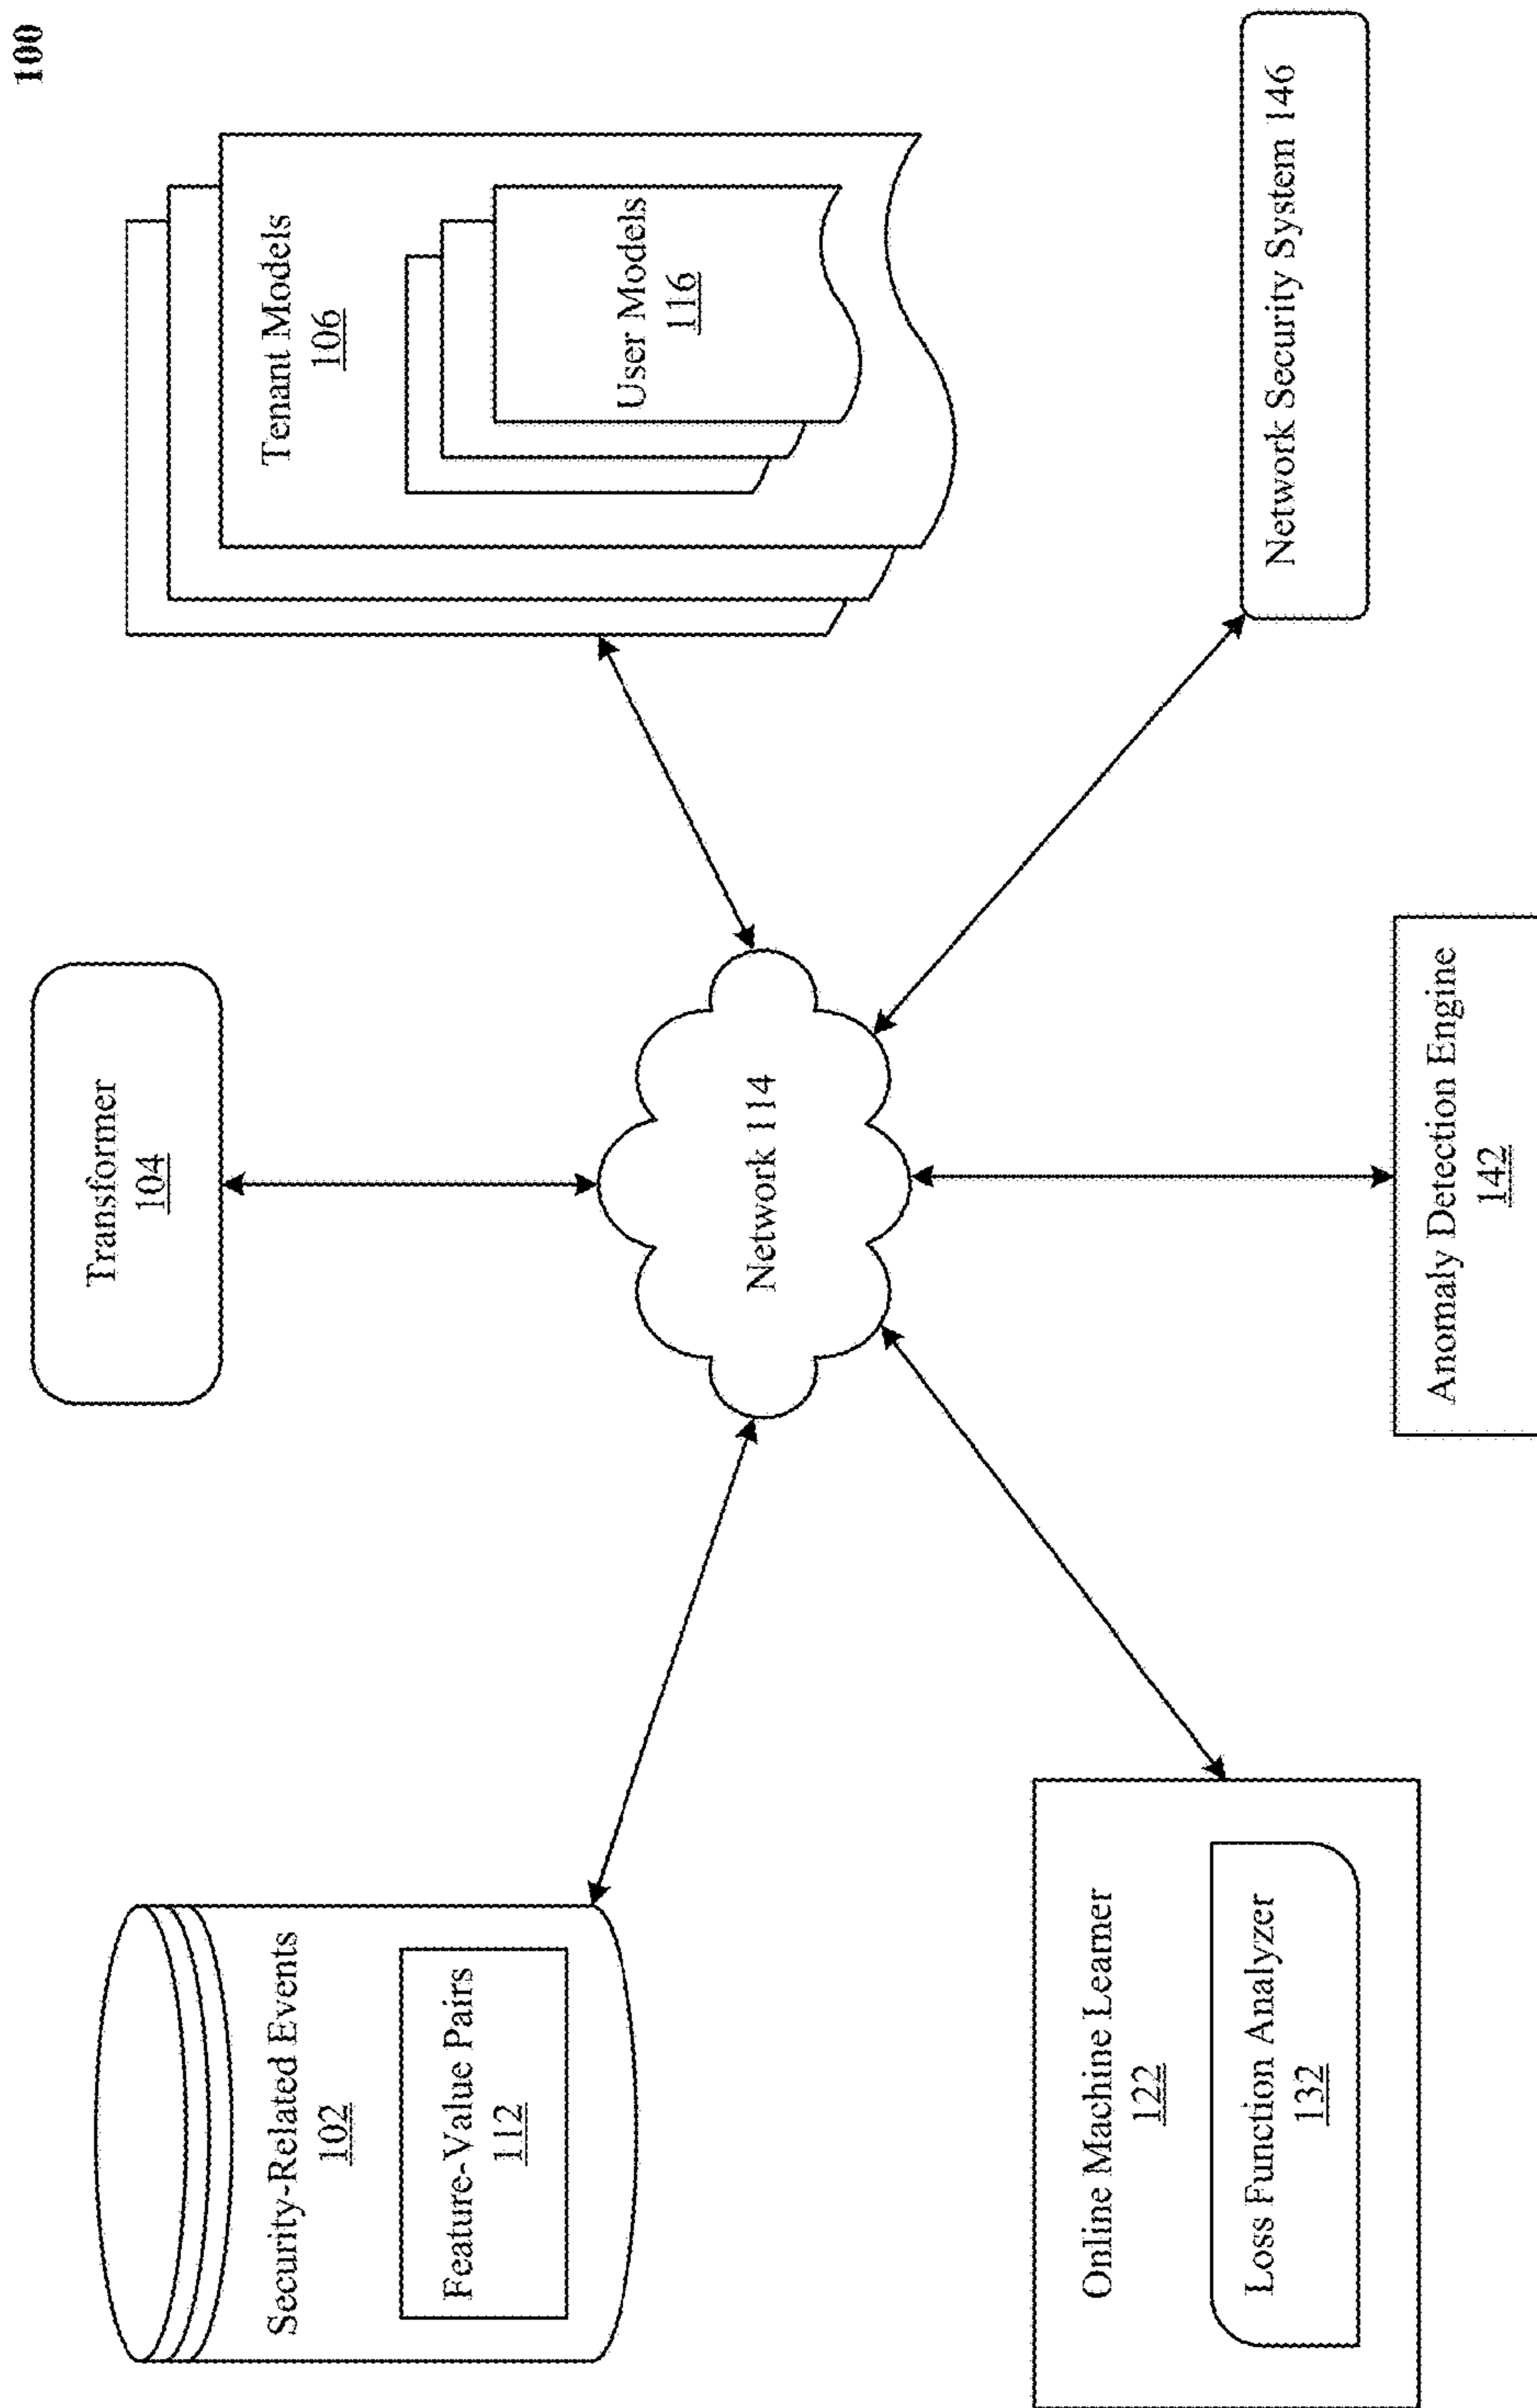 100
Transformer
104
Security-Related Events
102
Feature-Value Pairs
112
Tenant Models
106
User Models
116
Network 114
Online Machine Learner
122
Loss Function Analyzer
132
Anomaly Detection Engine
142
Network Security System 146